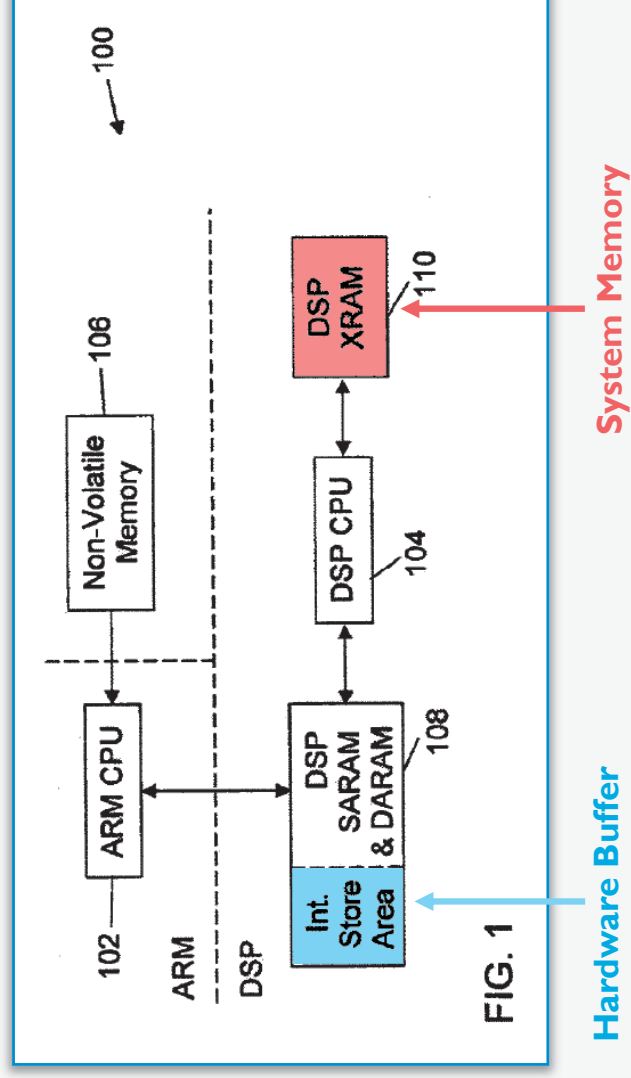 100
106
Non-Volatile
Memory
ARM CPU
102
ARM
DSP
Int.
Store
Area
DSP
SARAM
& DARAM
108
DSP CPU
104
DSP
XRAM
110
FIG. 1
Hardware Buffer
System Memory